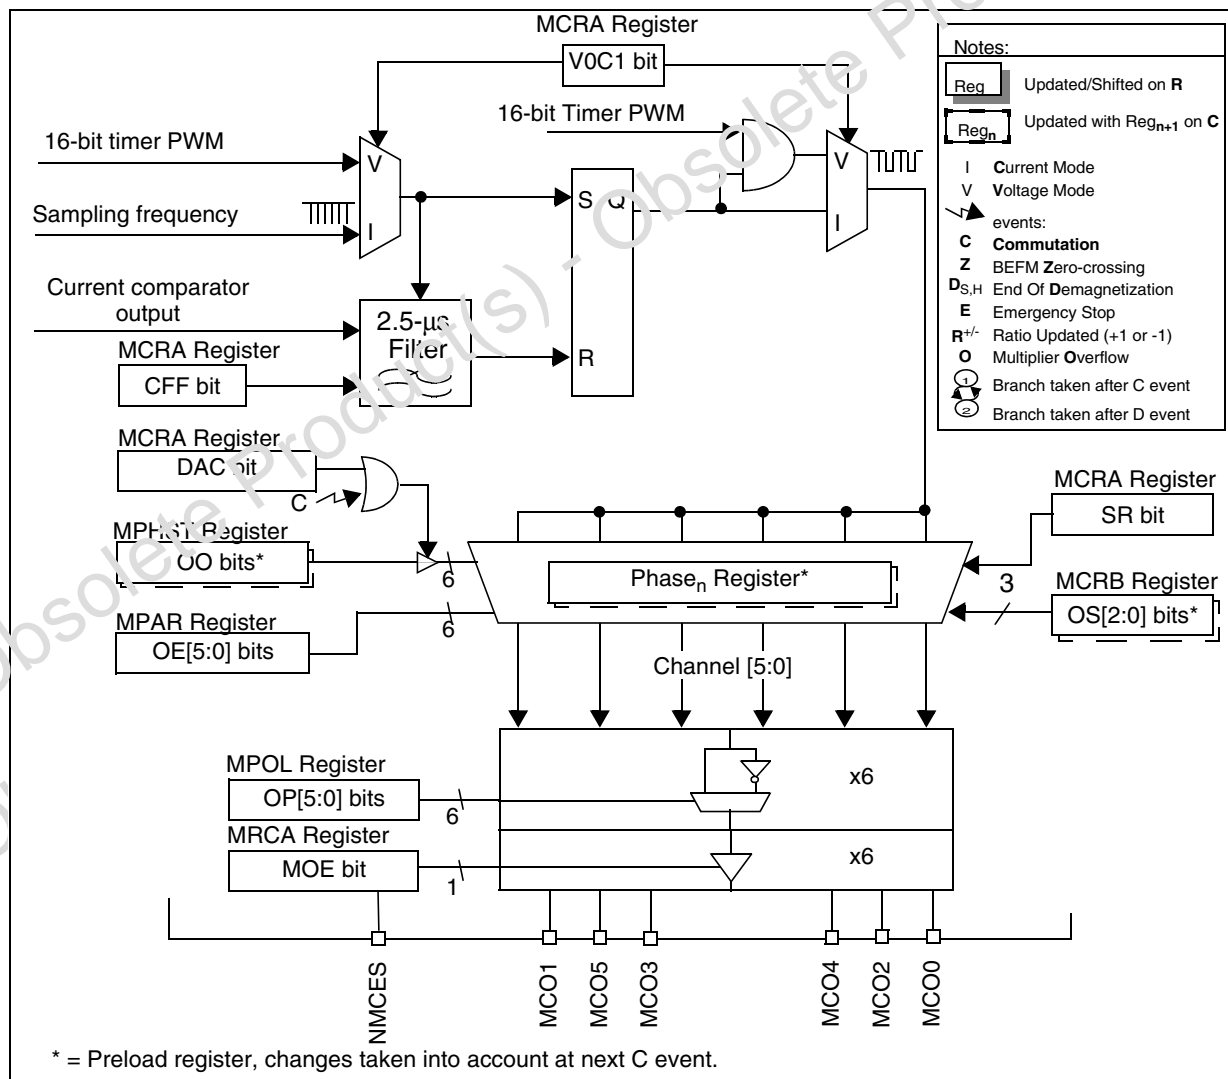 MCRA Register
V0C1 bit
16-bit timer PWM
16-bit Timer PWM
V
V
Sampling frequency
I
S Q
I
Current comparator
output
2.5-µs
Filter
R
MCRA Register
CFF bit
MCRA Register
DAC bit
C
MPHST Register
OO bits*
6
Phasen Register*
MCRA Register
SR bit
3
MCRB Register
OS[2:0] bits*
MPAR Register
6
OE[5:0] bits
Channel [5:0]
MPOL Register
OP[5:0] bits
6
x6
MRCA Register
MOE bit
1
x6
NMCES
MCO1
MCO5
MCO3
MCO4
MCO2
MCO0
* = Preload register, changes taken into account at next C event.
Notes:
Reg Updated/Shifted on R
Regn Updated with Regn+1 on C
I Current Mode
V Voltage Mode
events:
C Commutation
Z BEFM Zero-crossing
DS,H End Of Demagnetization
E Emergency Stop
R+/- Ratio Updated (+1 or -1)
O Multiplier Overflow
1 Branch taken after C event
2 Branch taken after D event
Obsolete Product(s) - Obsolete Pro